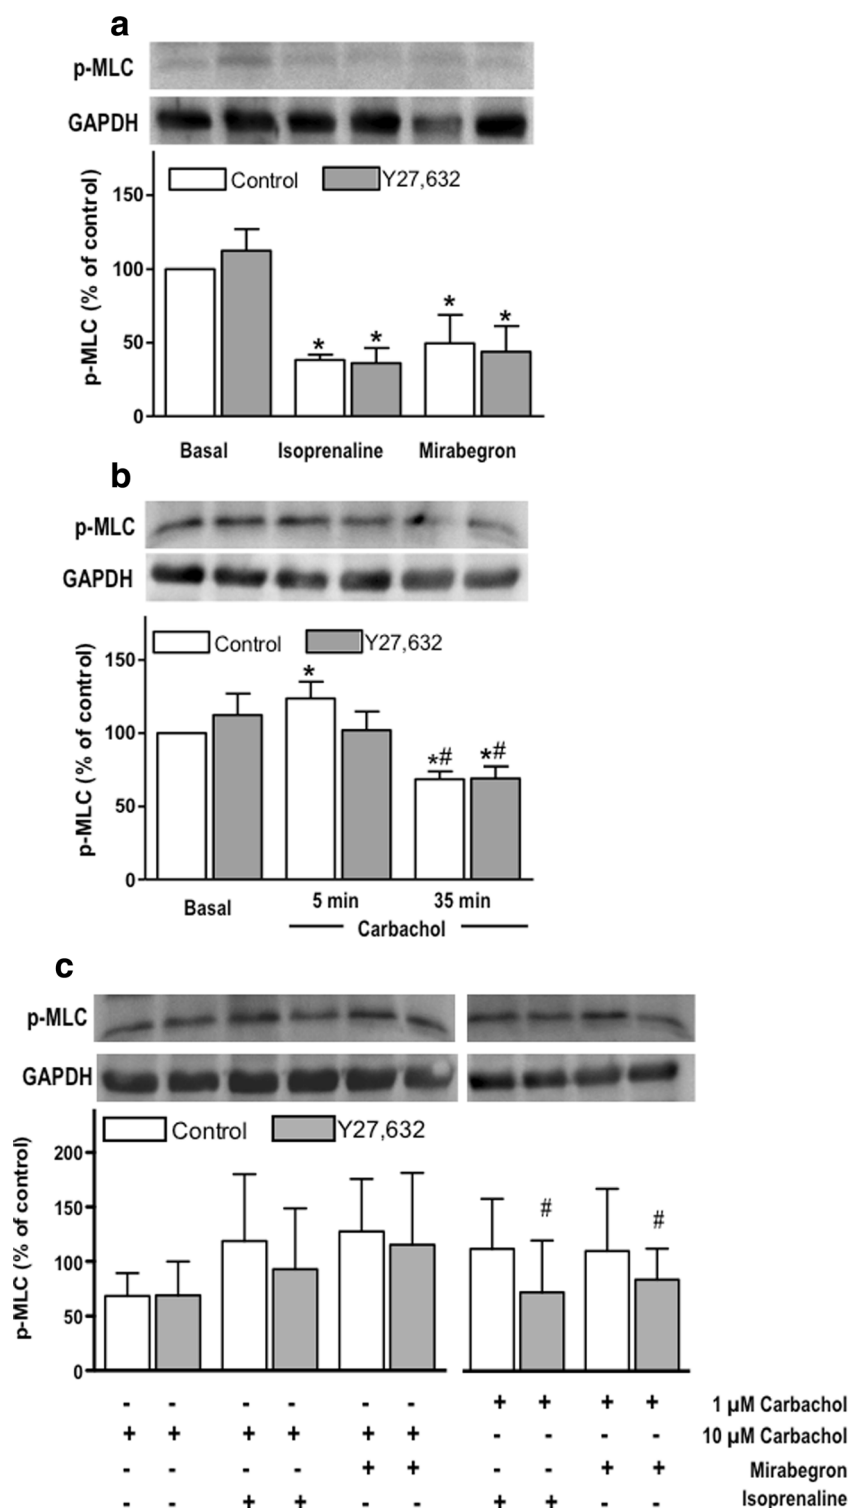 a
p-MLC
GAPDH
Control Y27,632
p-MLC (% of control)
150
100
50
0
* * * *
Basal Isoprenaline Mirabegron
b
p-MLC
GAPDH
Control Y27,632
p-MLC (% of control)
150
100
50
0
* *# *#
Basal 5 min 35 min
Carbachol
c
p-MLC
GAPDH
Control Y27,632
p-MLC (% of control)
200
150
100
50
0
# #
- - - - - - + + + + 1 µM Carbachol
+ + + + + + - - - - 10 µM Carbachol
- - - - + + - - + + Mirabegron
- - + + - - + + - - Isoprenaline